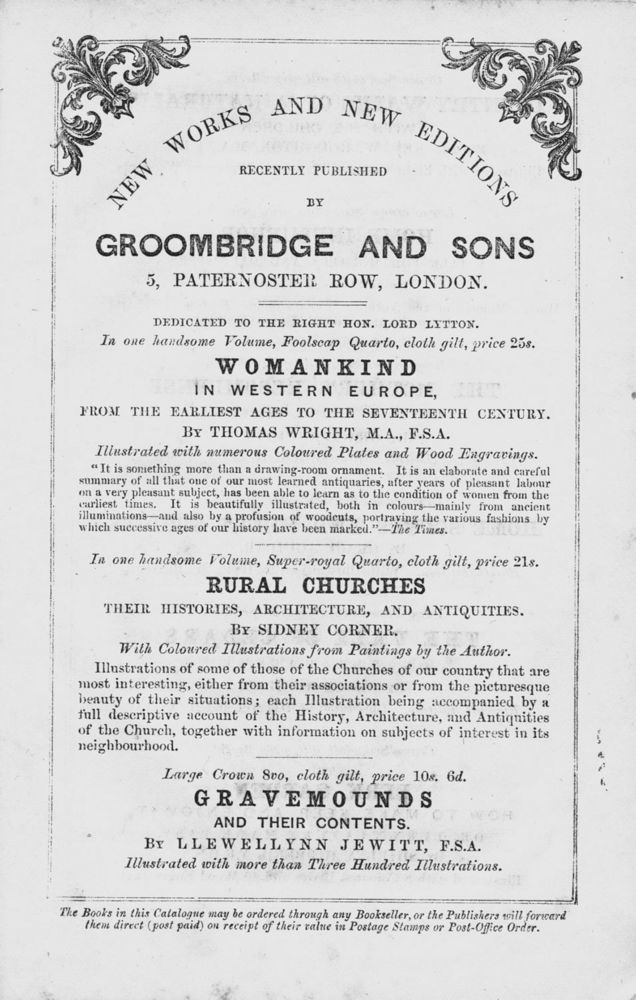 NEW WORKS AND NEW EDITIONS
RECENTLY PUBLISHED
BY
GROOMBRIDGE AND SONS
5, PATERNOSTER ROW, LONDON.
DEDICATED TO THE RIGHT HON. LORD LYTTON.
In one handsome Volume, Foolscap Quarto, cloth gilt, price 25s.
WOMANKIND
IN WESTERN EUROPE,
FROM THE EARLIEST AGES TO THE SEVENTEENTH CENTURY.
BY THOMAS WRIGHT, M.A., F.S.A.
Illustrated with numerous Coloured Plates and Wood Engravings.
"It is something more than a drawing-room ornament. It is an elaborate and careful
summary of all that one of our most learned antiquaries, after years of pleasant labour
on a very pleasant subject, has been able to learn as to the condition of women from the
earliest times. It is beautifully illustrated, both in colours—mainly from ancient
illuminations—and also by a profusion of woodcuts, portraying the various fashions by
which successive ages of our history have been marked."—The Times.
In one handsome Volume, Super-royal Quarto, cloth gilt, price 21s.
RURAL CHURCHES
THEIR HISTORIES, ARCHITECTURE, AND ANTIQUITIES.
BY SIDNEY CORNER.
With Coloured Illustrations from Paintings by the Author.
Illustrations of some of those of the Churches of our country that are
most interesting, either from their associations or from the picturesque
beauty of their situations; each Illustration being accompanied by a
full descriptive account of the History, Architecture, and Antiquities
of the Church, together with information on subjects of interest in its
neighbourhood.
Large Crown 8vo, cloth gilt, price 10s. 6d.
GRAVEMOUNDS
AND THEIR CONTENTS.
BY LLEWELLYNN JEWITT, F.S.A.
Illustrated with more than Three Hundred Illustrations.
The Books in this Catalogue may be ordered through any Bookseller, or the Publishers will forward
them direct (post paid) on receipt of their value in Postage Stamps or Post-Office Order.